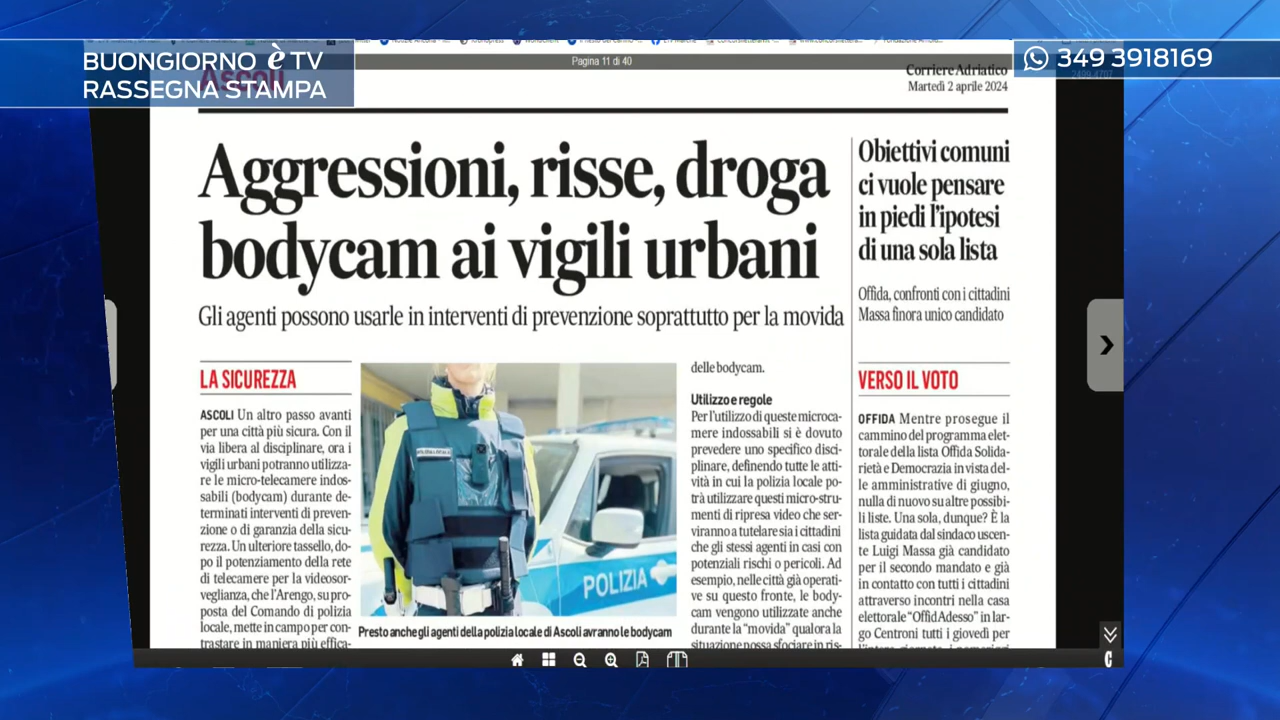 BUONGIORNO è TV
RASSEGNA STAMPA
349 3918169
Pagina 11 di 40
Ascoli
Corriere Adriatico
Martedì 2 aprile 2024
Aggressioni, risse, droga
bodycam ai vigili urbani
Gli agenti possono usarle in interventi di prevenzione soprattutto per la movida
LA SICUREZZA
ASCOLI Un altro passo avanti
per una città più sicura. Con il
via libera al disciplinare, ora i
vigili urbani potranno utilizza-
re le micro-telecamere indos-
sabili (bodycam) durante de-
terminati interventi di preven-
zione o di garanzia della sicu-
rezza. Un ulteriore tassello, do-
po il potenziamento della rete
di telecamere per la videosor-
veglianza, che l'Arengo, su pro-
posta del Comando di polizia
locale, mette in campo per con-
trastare in maniera più effica-
POLIZIA
Presto anche gli agenti della polizia locale di Ascoli avranno le bodycam
delle bodycam.
Utilizzo e regole
Per l'utilizzo di queste microca-
mere indossabili si è dovuto
prevedere uno specifico disci-
plinare, definendo tutte le atti-
vità in cui la polizia locale po-
trà utilizzare questi micro-stru-
menti di ripresa video che ser-
viranno a tutelare sia i cittadini
che gli stessi agenti in casi con
potenziali rischi o pericoli. Ad
esempio, nelle città già operati-
ve su questo fronte, le body-
cam vengono utilizzate anche
durante la "movida" qualora la
situazione possa sfociare in ris-
Obiettivi comuni
ci vuole pensare
in piedi l'ipotesi
di una sola lista
Offida, confronti con i cittadini
Massa finora unico candidato
VERSO IL VOTO
OFFIDA Mentre prosegue il
cammino del programma elet-
torale della lista Offida Solida-
rietà e Democrazia in vista del-
le amministrative di giugno,
nulla di nuovo su altre possibi-
li liste. Una sola, dunque? È la
lista guidata dal sindaco uscen-
te Luigi Massa già candidato
per il secondo mandato e già
in contatto con tutti i cittadini
attraverso incontri nella casa
elettorale "OffidAdesso" in lar-
go Centroni tutti i giovedì per